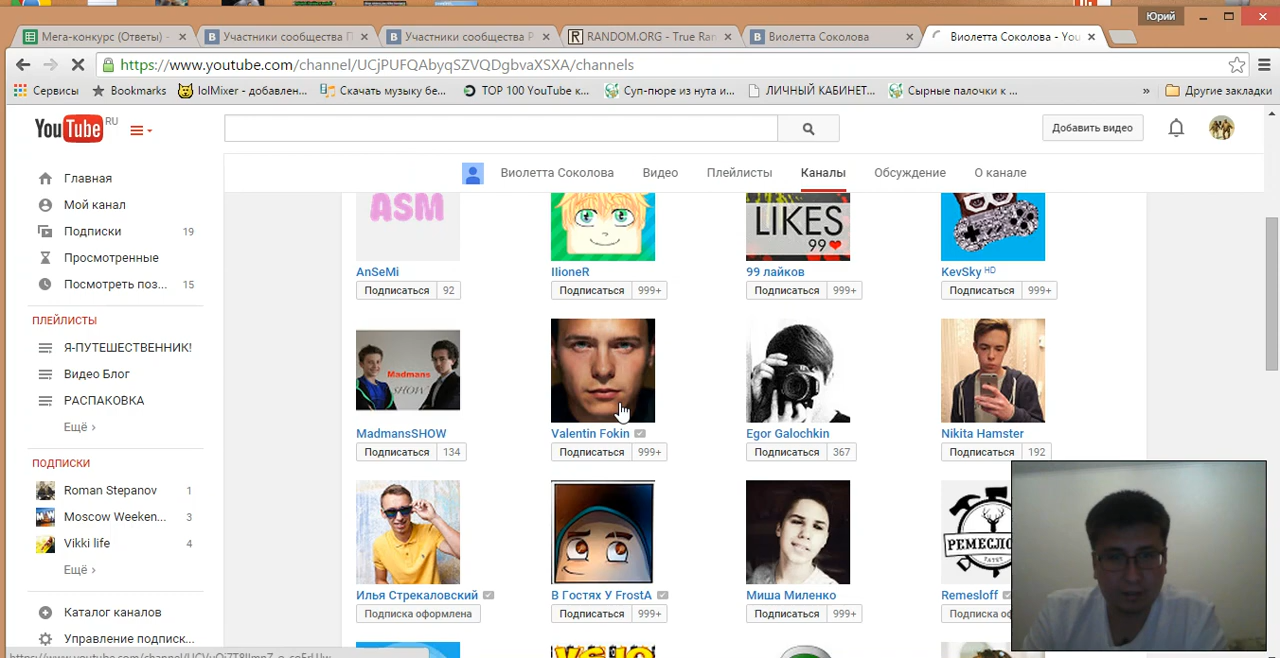 Юрий
Мега-конкурс (Ответы) -
Участники сообщества П
Участники сообщества P
RANDOM.ORG - True Ran
Виолетта Соколова
Виолетта Соколова - You
https://www.youtube.com/channel/UCjPUFQAbyqSZVQDgbvaXSXA/channels
Сервисы
Bookmarks
lolMixer - добавлен...
Скачать музыку бе...
TOP 100 YouTube к...
Суп-пюре из нута и...
ЛИЧНЫЙ КАБИНЕТ...
Сырные палочки к ...
»
Другие закладки
YouTube RU
Добавить видео
Виолетта Соколова
Видео
Плейлисты
Каналы
Обсуждение
О канале
Главная
Мой канал
Подписки 19
Просмотренные
Посмотреть поз... 15
ПЛЕЙЛИСТЫ
Я-ПУТЕШЕСТВЕННИК!
Видео Блог
РАСПАКОВКА
Ещё ›
ПОДПИСКИ
Roman Stepanov 1
Moscow Weeken... 3
Vikki life 4
Ещё ›
Каталог каналов
Управление подписк...
ASM
LIKES
99
AnSeMi
IlioneR
99 лайков
KevSky HD
Подписаться 92
Подписаться 999+
Подписаться 999+
Подписаться 999+
Madmans
SHOW
MadmansSHOW
Valentin Fokin
Egor Galochkin
Nikita Hamster
Подписаться 134
Подписаться 999+
Подписаться 367
Подписаться 192
РЕМЕСЛО
Илья Стрекаловский
В Гостях У FrostA
Миша Миленко
Remesloff
Подписка оформлена
Подписаться 999+
Подписаться 999+
Подписка оф